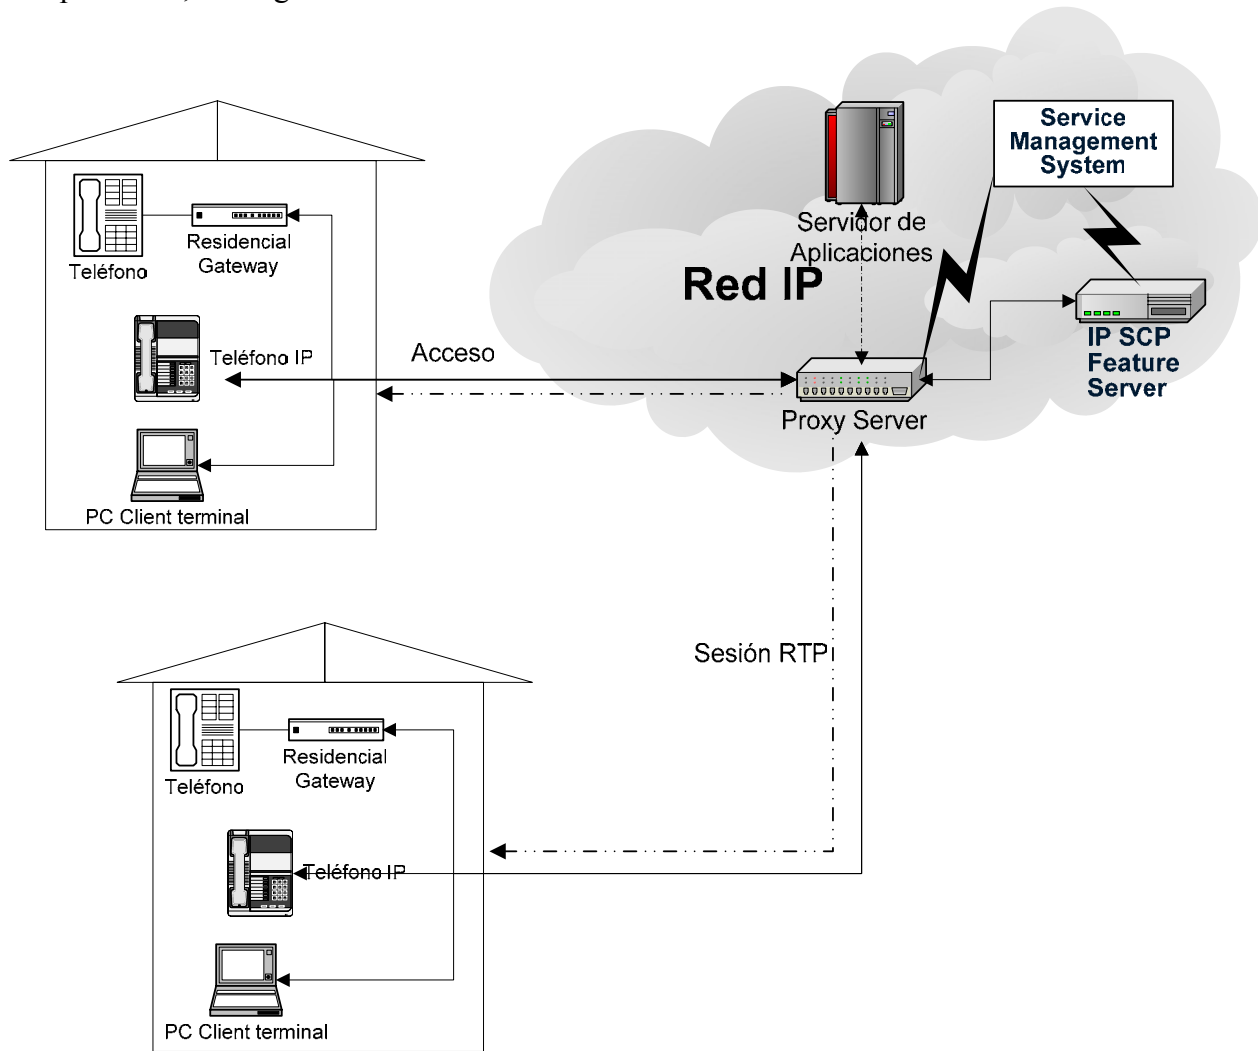 Service
Management
System
Servidor de
Aplicaciones
Red IP
IP SCP
Feature
Server
Proxy Server
Acceso
Teléfono
Residencial
Gateway
Teléfono IP
PC Client terminal
Sesión RTP
Teléfono
Residencial
Gateway
Teléfono IP
PC Client terminal